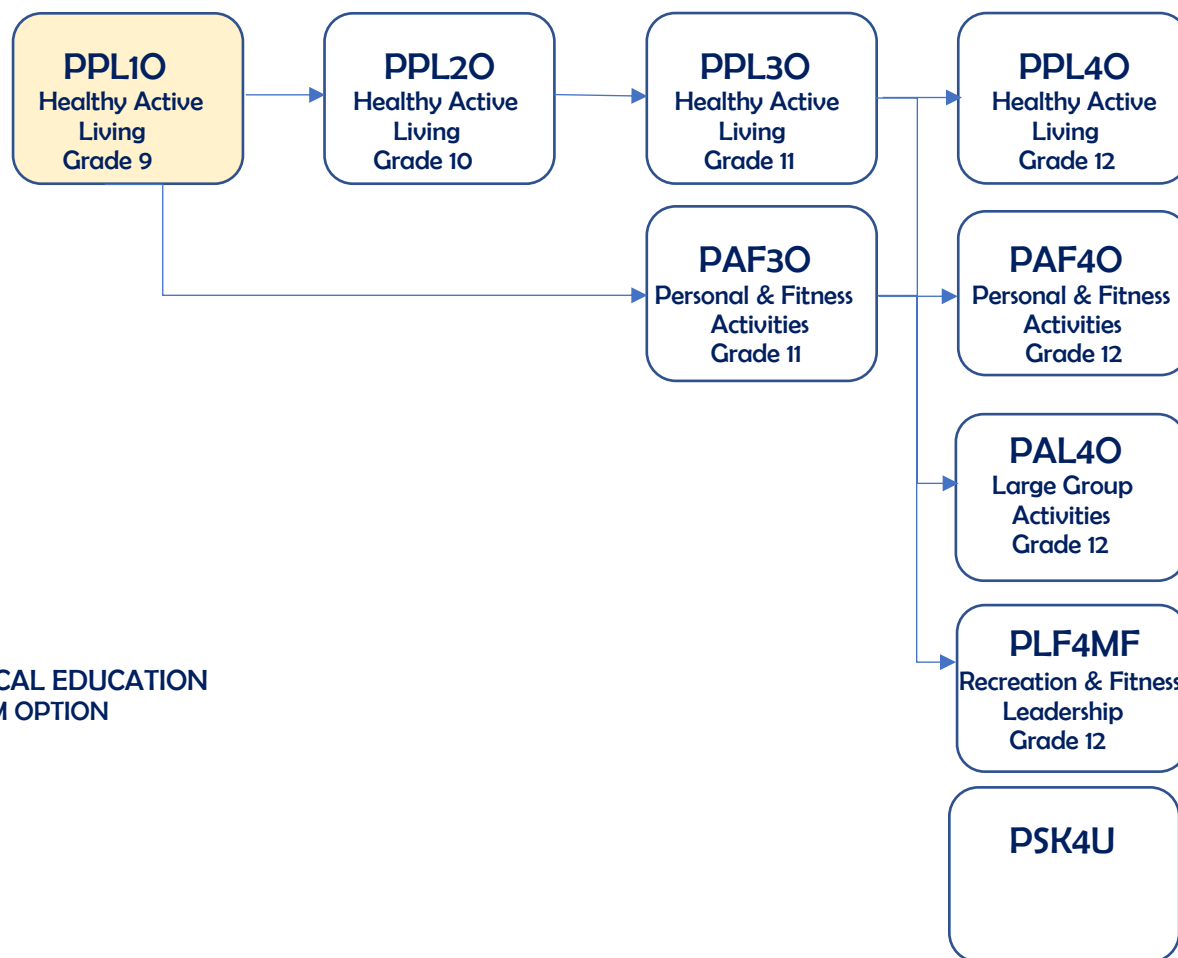 PPL1O
Healthy Active
Living
Grade 9
PPL2O
Healthy Active
Living
Grade 10
PPL3O
Healthy Active
Living
Grade 11
PPL4O
Healthy Active
Living
Grade 12
PAF3O
Personal & Fitness
Activities
Grade 11
PAF4O
Personal & Fitness
Activities
Grade 12
PAL4O
Large Group
Activities
Grade 12
PLF4MF
Recreation & Fitness
Leadership
Grade 12
CAL EDUCATION
M OPTION
PSK4U